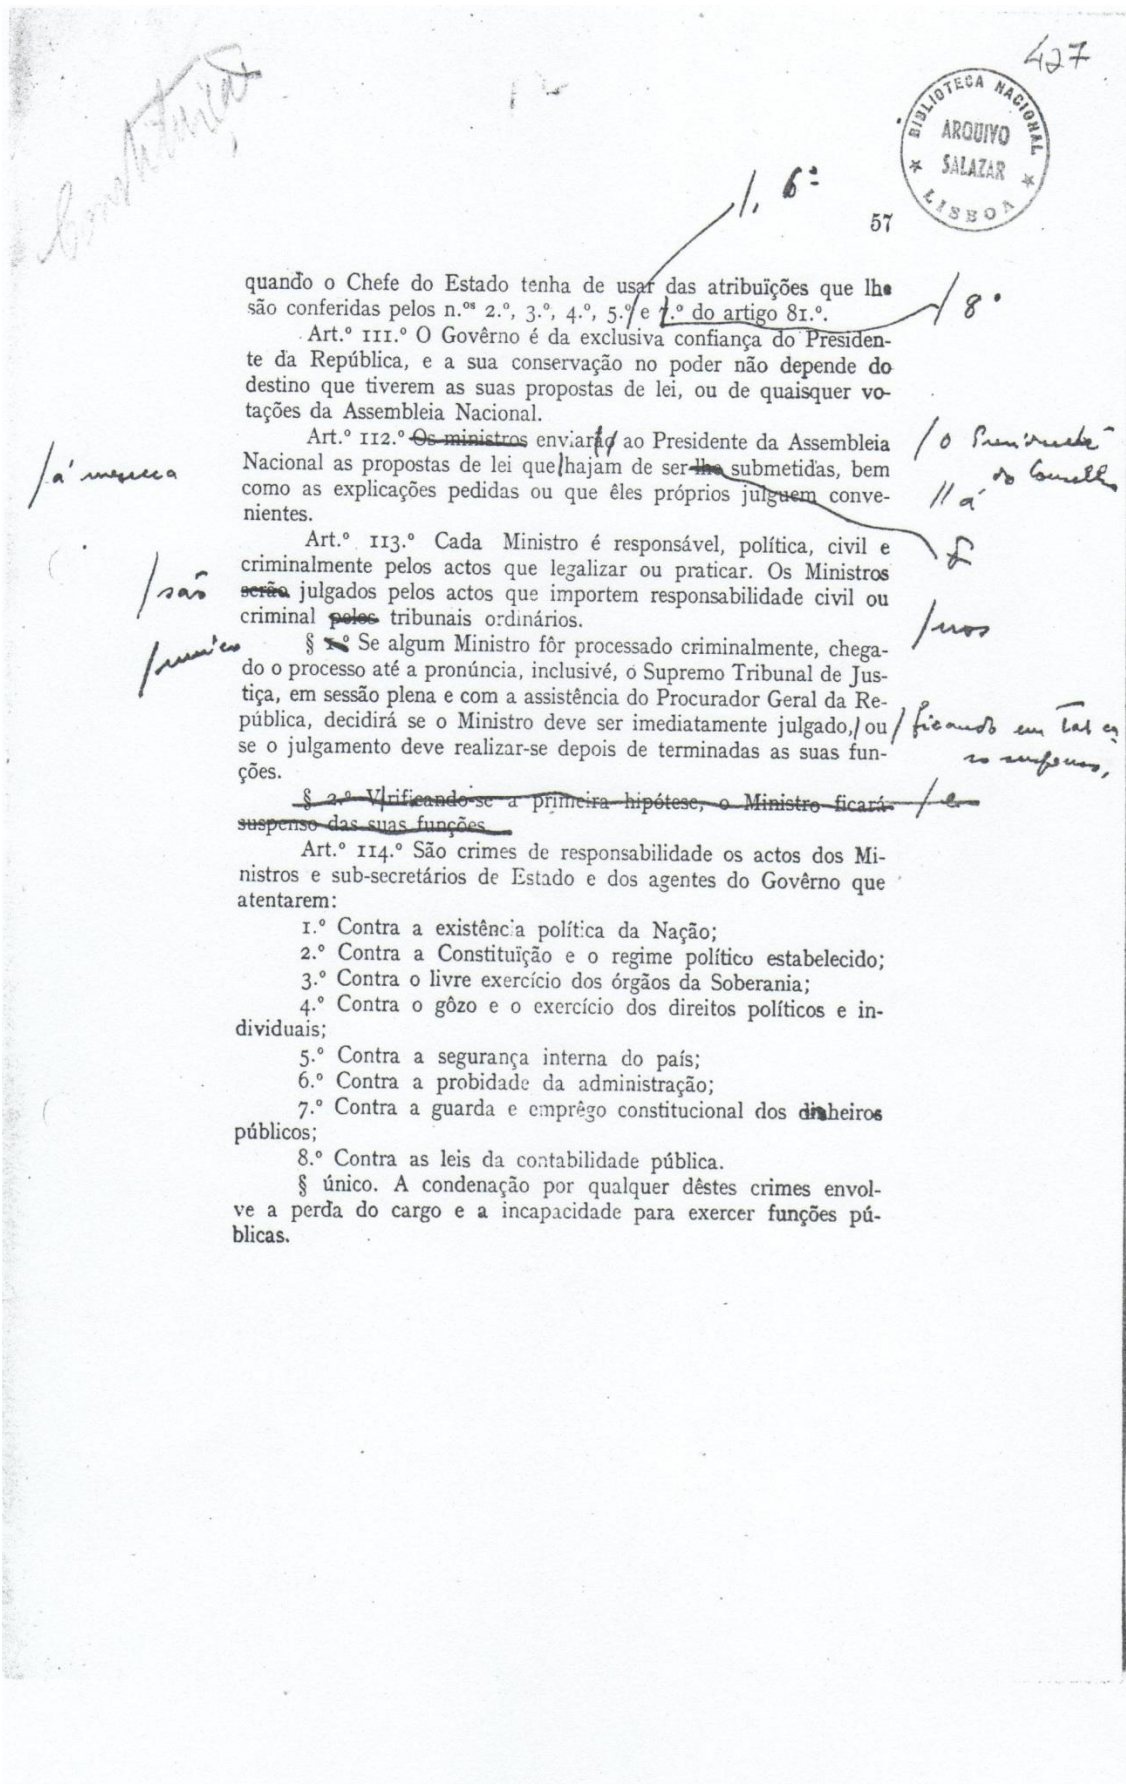 427
Constituição
BIBLIOTECA NACIONAL
ARQUIVO
SALAZAR
LISBOA
/, 6.º
57
quando o Chefe do Estado tenha de usar das atribuïções que lhe
são conferidas pelos n.ºs 2.º, 3.º, 4.º, 5.º e 7.º do artigo 81.º.
/ 8º
Art.º 111.º O Govêrno é da exclusiva confiança do Presiden-
te da República, e a sua conservação no poder não depende do
destino que tiverem as suas propostas de lei, ou de quaisquer vo-
tações da Assembleia Nacional.
Art.º 112.º Os ministros enviarão ao Presidente da Assembleia
/ O Presidente
do Conselho
Nacional as propostas de lei que hajam de ser-lhe submetidas, bem
/ á mesma
// á
como as explicações pedidas ou que êles próprios julguem conve-
nientes.
Art.º 113.º Cada Ministro é responsável, política, civil e
criminalmente pelos actos que legalizar ou praticar. Os Ministros
serão julgados pelos actos que importem responsabilidade civil ou
/ são
criminal pelos tribunais ordinários.
/ nos
§ 1.º Se algum Ministro fôr processado criminalmente, chega-
/ único
do o processo até a pronúncia, inclusivé, o Supremo Tribunal de Jus-
tiça, em sessão plena e com a assistência do Procurador Geral da Re-
pública, decidirá se o Ministro deve ser imediatamente julgado, ou
/ ficando em tal ca
so suspenso,
se o julgamento deve realizar-se depois de terminadas as suas fun-
ções.
§ 2.º Vrificando-se a primeira hipótese, o Ministro ficará
/ e
suspenso das suas funções.
Art.º 114.º São crimes de responsabilidade os actos dos Mi-
nistros e sub-secretários de Estado e dos agentes do Govêrno que
atentarem:
1.º Contra a existência política da Nação;
2.º Contra a Constituïção e o regime político estabelecido;
3.º Contra o livre exercício dos órgãos da Soberania;
4.º Contra o gôzo e o exercício dos direitos políticos e in-
dividuais;
5.º Contra a segurança interna do país;
6.º Contra a probidade da administração;
7.º Contra a guarda e emprêgo constitucional dos dinheiros
públicos;
8.º Contra as leis da contabilidade pública.
§ único. A condenação por qualquer dêstes crimes envol-
ve a perda do cargo e a incapacidade para exercer funções pú-
blicas.